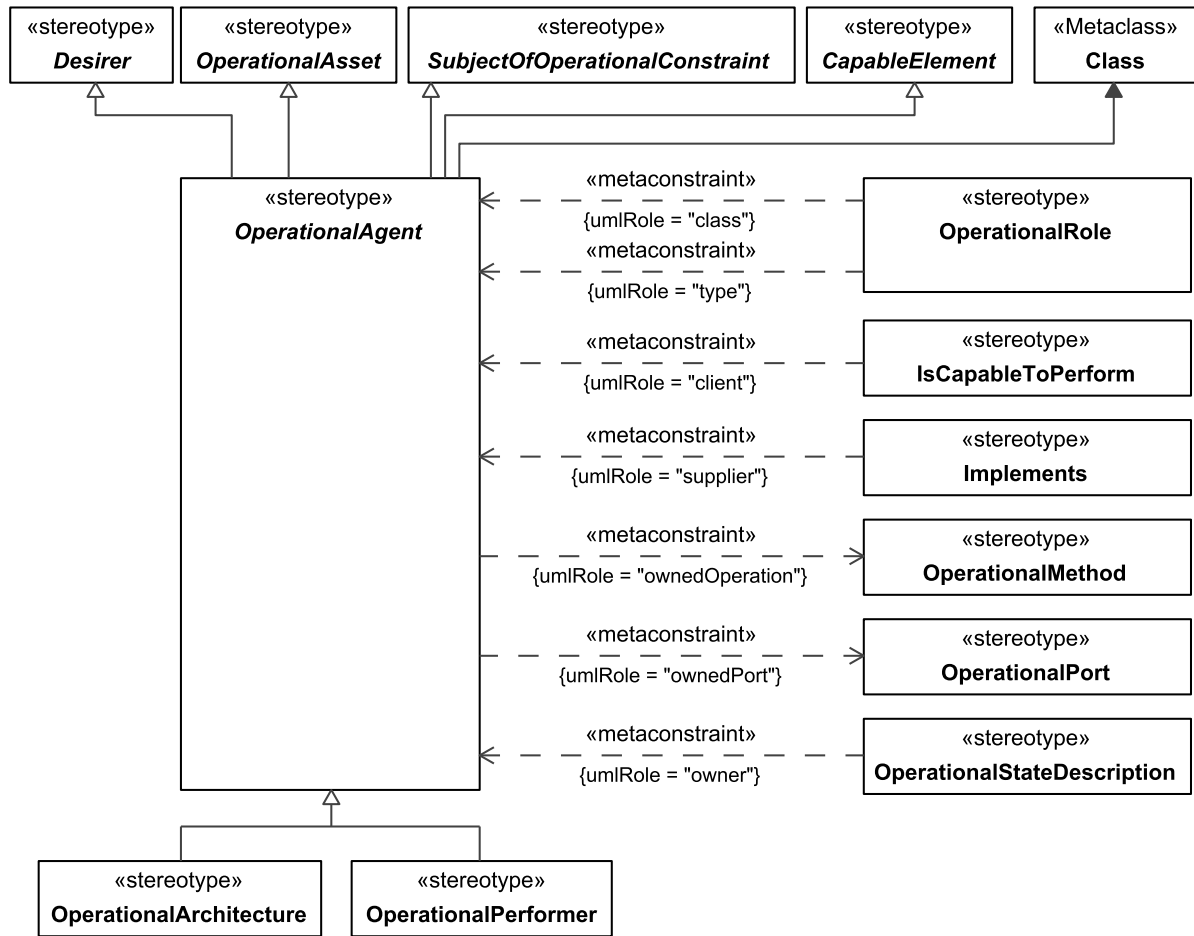 «stereotype»
Desirer
«stereotype»
OperationalAsset
«stereotype»
SubjectOfOperationalConstraint
«stereotype»
CapableElement
«Metaclass»
Class
«stereotype»
OperationalAgent
«metaconstraint»
{umlRole = "class"}
«metaconstraint»
{umlRole = "type"}
«stereotype»
OperationalRole
«metaconstraint»
{umlRole = "client"}
«stereotype»
IsCapableToPerform
«metaconstraint»
{umlRole = "supplier"}
«stereotype»
Implements
«metaconstraint»
{umlRole = "ownedOperation"}
«stereotype»
OperationalMethod
«metaconstraint»
{umlRole = "ownedPort"}
«stereotype»
OperationalPort
«metaconstraint»
{umlRole = "owner"}
«stereotype»
OperationalStateDescription
«stereotype»
OperationalArchitecture
«stereotype»
OperationalPerformer